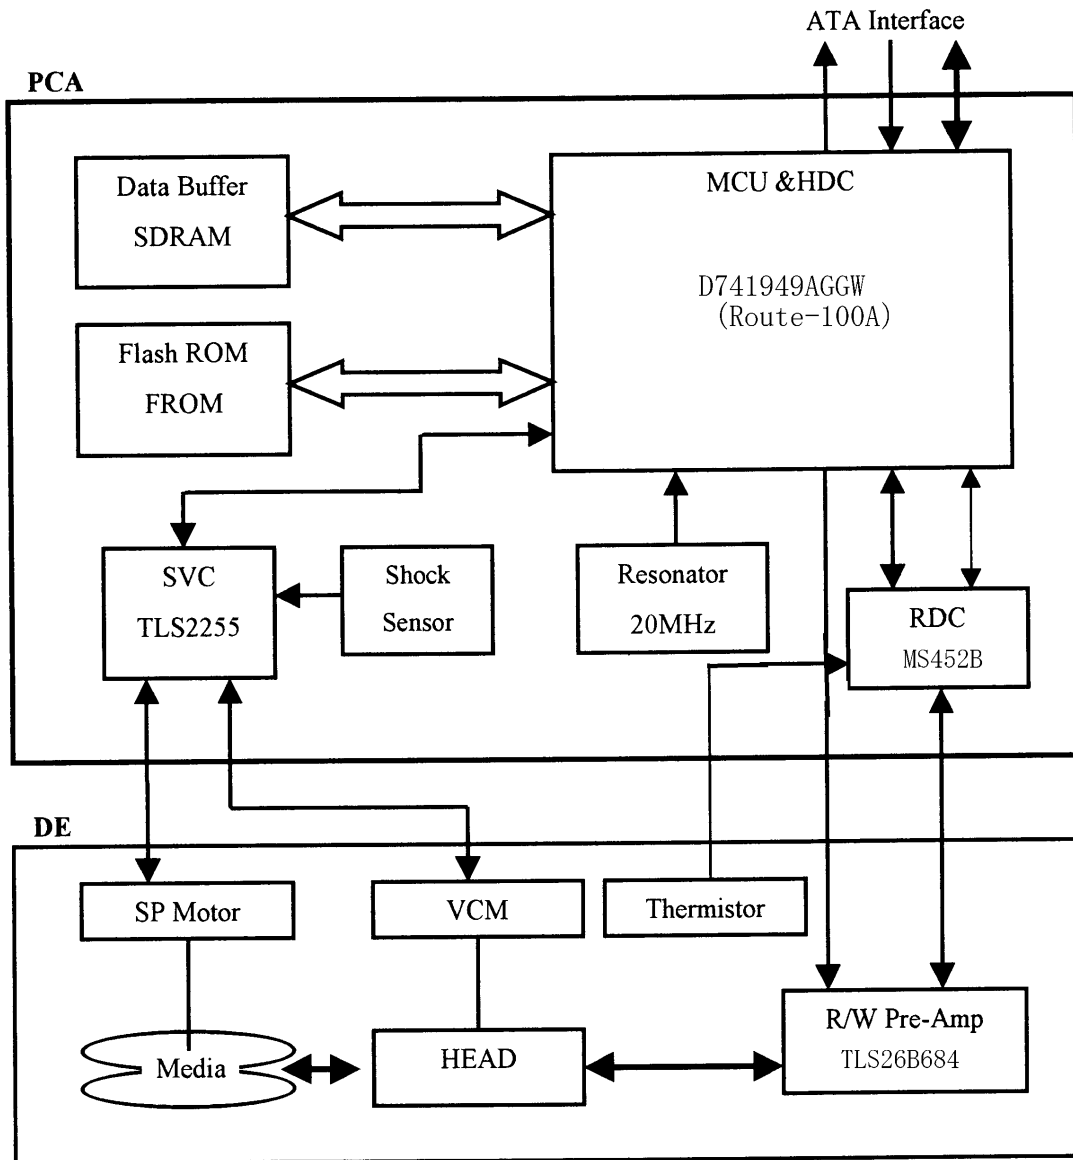 ATA Interface
PCA
Data Buffer
SDRAM
MCU &HDC
D741949AGGW
(Route-100A)
Flash ROM
FROM
SVC
TLS2255
Shock
Sensor
Resonator
20MHz
RDC
MS452B
DE
SP Motor
VCM
Thermistor
R/W Pre-Amp
TLS26B684
Media
HEAD